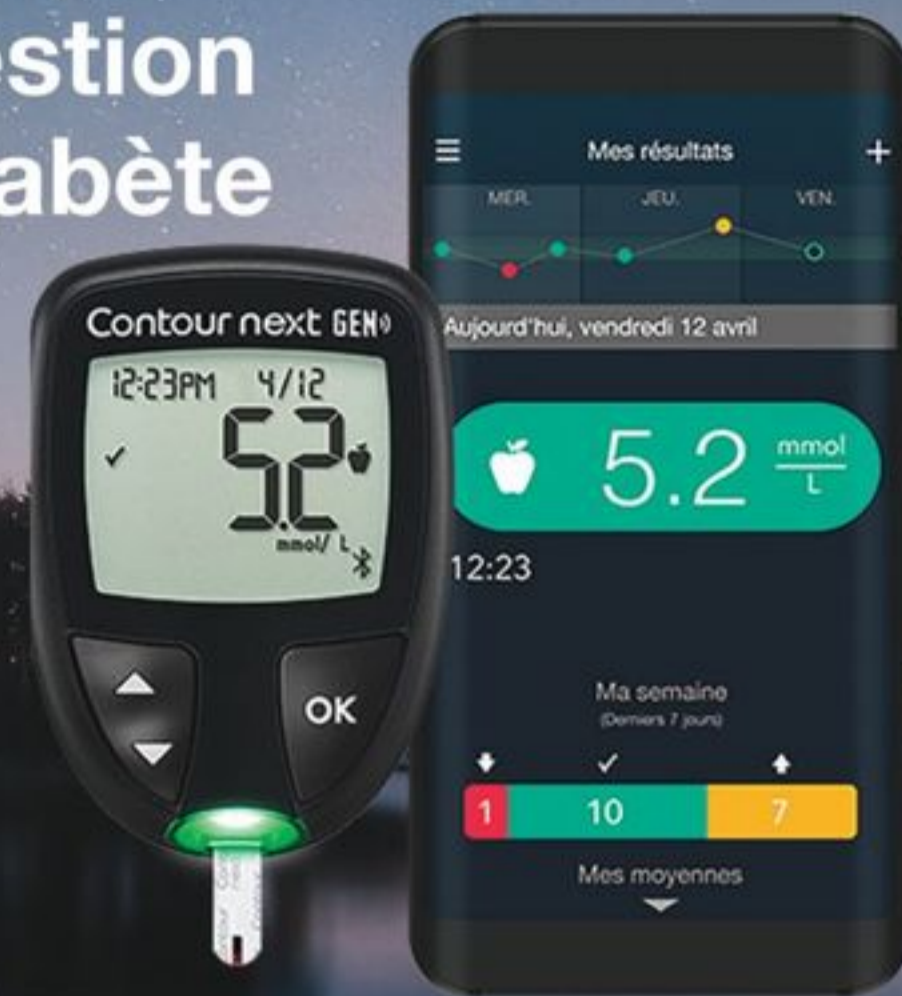 estion
abète
Contour next GEN
12:23PM 4/12
5.2
mmol/L
OK
Mes résultats
MER. JEU. VEN.
Aujourd'hui, vendredi 12 avril
5.2 mmol
L
12:23
Ma semaine
(Derniers 7 jours)
1 10 7
Mes moyennes